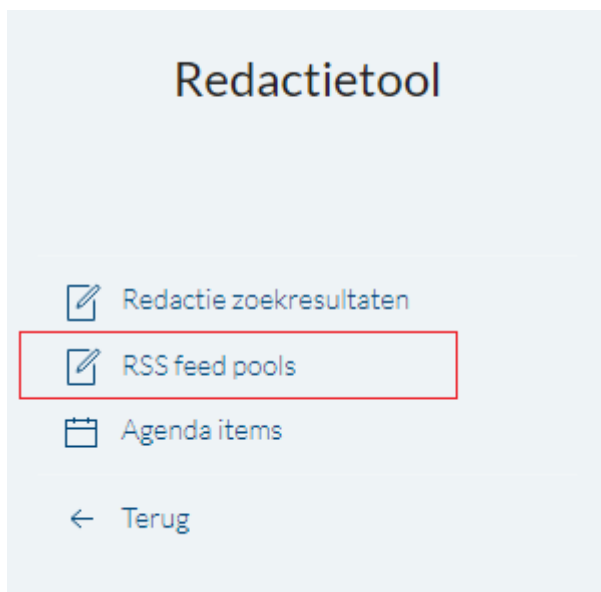 Redactietool
Redactie zoekresultaten
RSS feed pools
Agenda items
Terug